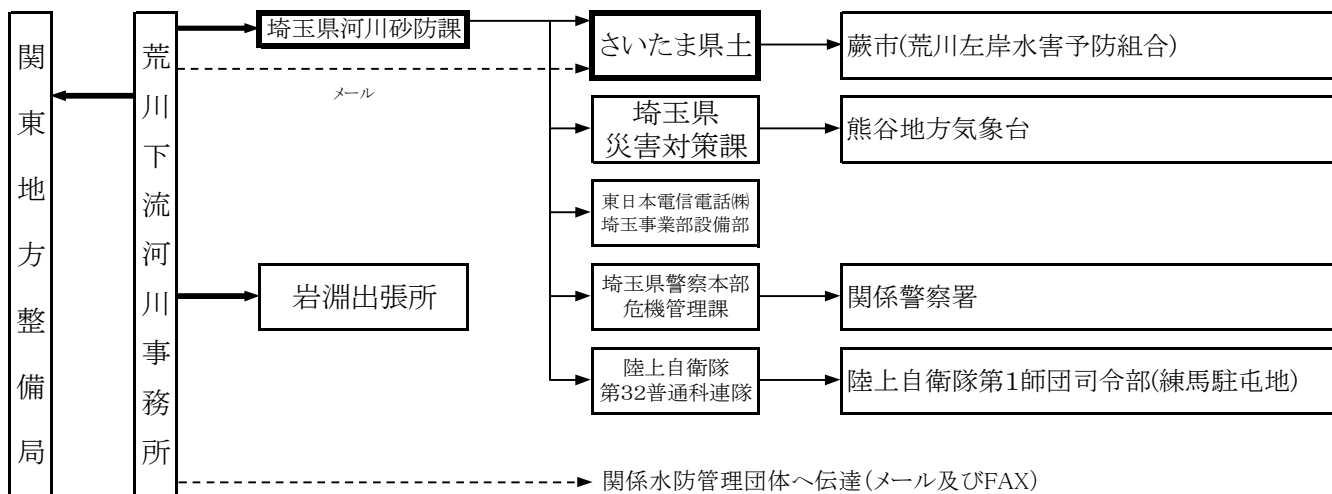 関東地方整備局
荒川下流河川事務所
埼玉県河川砂防課
メール
さいたま県土
蕨市(荒川左岸水害予防組合)
埼玉県
災害対策課
熊谷地方気象台
東日本電信電話㈱
埼玉事業部設備部
岩淵出張所
埼玉県警察本部
危機管理課
関係警察署
陸上自衛隊
第32普通科連隊
陸上自衛隊第1師団司令部(練馬駐屯地)
関係水防管理団体へ伝達(メール及びFAX)